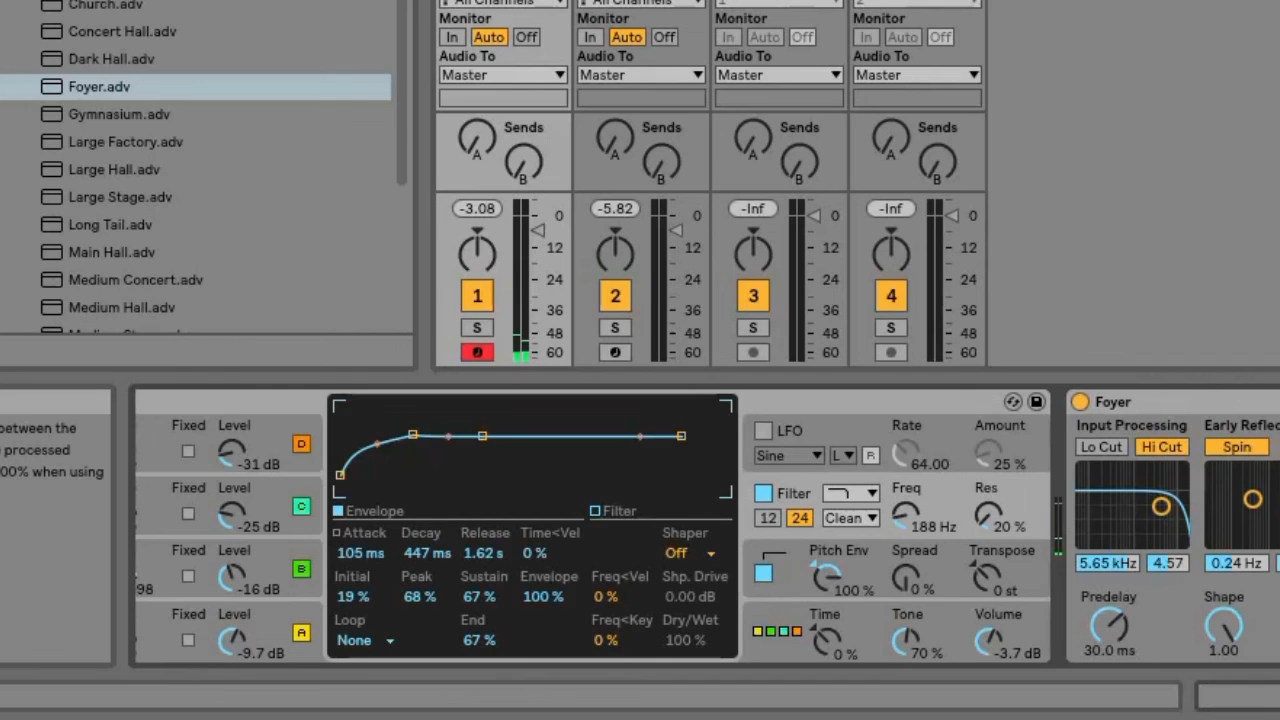 Church.adv
Concert Hall.adv
Dark Hall.adv
Foyer.adv
Gymnasium.adv
Large Factory.adv
Large Hall.adv
Large Stage.adv
Long Tail.adv
Main Hall.adv
Medium Concert.adv
Medium Hall.adv
All Channels All Channels 1 2
Monitor Monitor Monitor Monitor
In Auto Off In Auto Off In Auto Off In Auto Off
Audio To Audio To Audio To Audio To
Master Master Master Master
Sends Sends Sends Sends
A A A A
B B B B
-3.08 0 -5.82 0 -Inf 0 -Inf 0
12 12 12 12
24 24 24 24
1 2 3 4
36 36 36 36
S 48 S 48 S 48 S 48
60 60 60 60
between the
processed
00% when using
Fixed Level
-31 dB D
Fixed Level
-25 dB C
Fixed Level
98 -16 dB B
Fixed Level
-9.7 dB A
Envelope Filter
Attack Decay Release Time<Vel Shaper
105 ms 447 ms 1.62 s 0 % Off
Initial Peak Sustain Envelope Freq<Vel Shp. Drive
19 % 68 % 67 % 100 % 0 % 0.00 dB
Loop End Freq<Key Dry/Wet
None 67 % 0 % 100 %
LFO Rate Amount
Sine L R 64.00 25 %
Filter Freq Res
12 24 Clean 188 Hz 20 %
Pitch Env Spread Transpose
100 % 0 % 0 st
Time Tone Volume
0 % 70 % -3.7 dB
Foyer
Input Processing Early Refle
Lo Cut Hi Cut Spin
5.65 kHz 4.57 0.24 Hz
Predelay Shape
30.0 ms 1.00